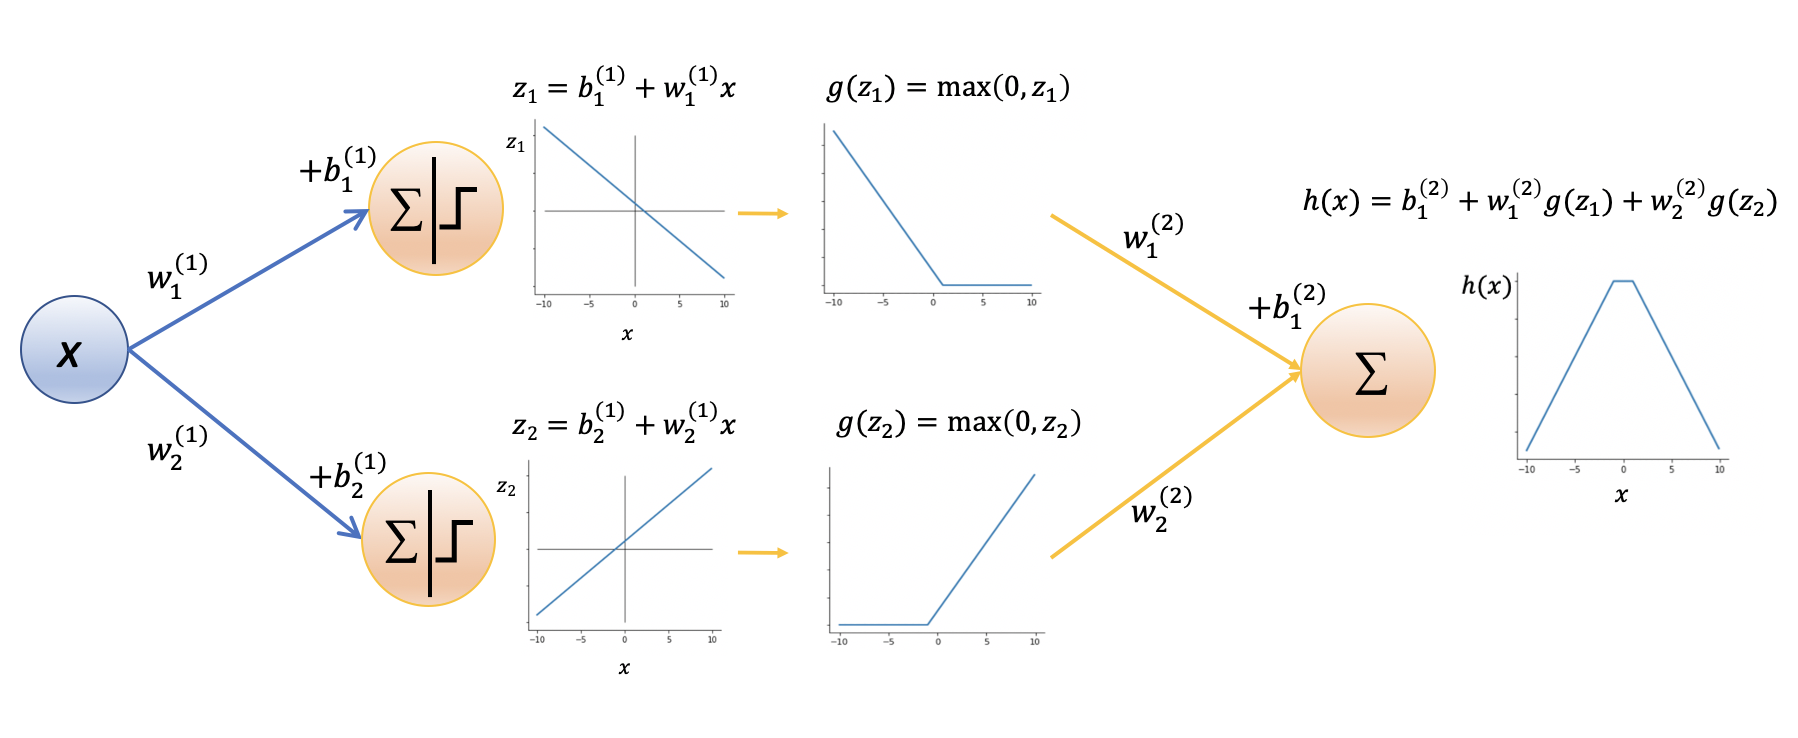 x
w₁⁽¹⁾
w₂⁽¹⁾
+b₁⁽¹⁾
Σ
z₁ = b₁⁽¹⁾ + w₁⁽¹⁾x
z₁
−10 −5 0 5 10
x
g(z₁) = max(0, z₁)
−10 −5 0 5 10
+b₂⁽¹⁾
Σ
z₂ = b₂⁽¹⁾ + w₂⁽¹⁾x
z₂
−10 −5 0 5 10
x
g(z₂) = max(0, z₂)
−10 −5 0 5 10
w₁⁽²⁾
w₂⁽²⁾
+b₁⁽²⁾
Σ
h(x) = b₁⁽²⁾ + w₁⁽²⁾g(z₁) + w₂⁽²⁾g(z₂)
h(x)
−10 −5 0 5 10
x